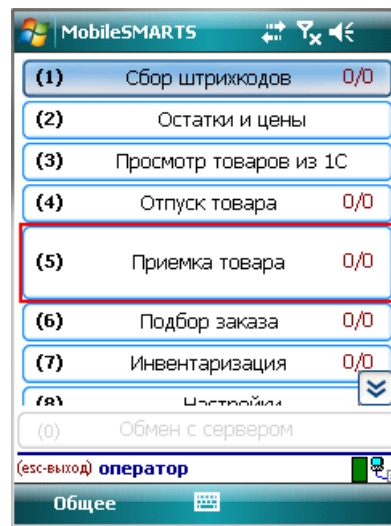 MobileSMARTS
(1) Сбор штрихкодов 0/0
(2) Остатки и цены
(3) Просмотр товаров из 1С
(4) Отпуск товара 0/0
(5) Приемка товара 0/0
(6) Подбор заказа 0/0
(7) Инвентаризация 0/0
(8) Настройки
(0) Обмен с сервером
(esc-выход) оператор
Общее